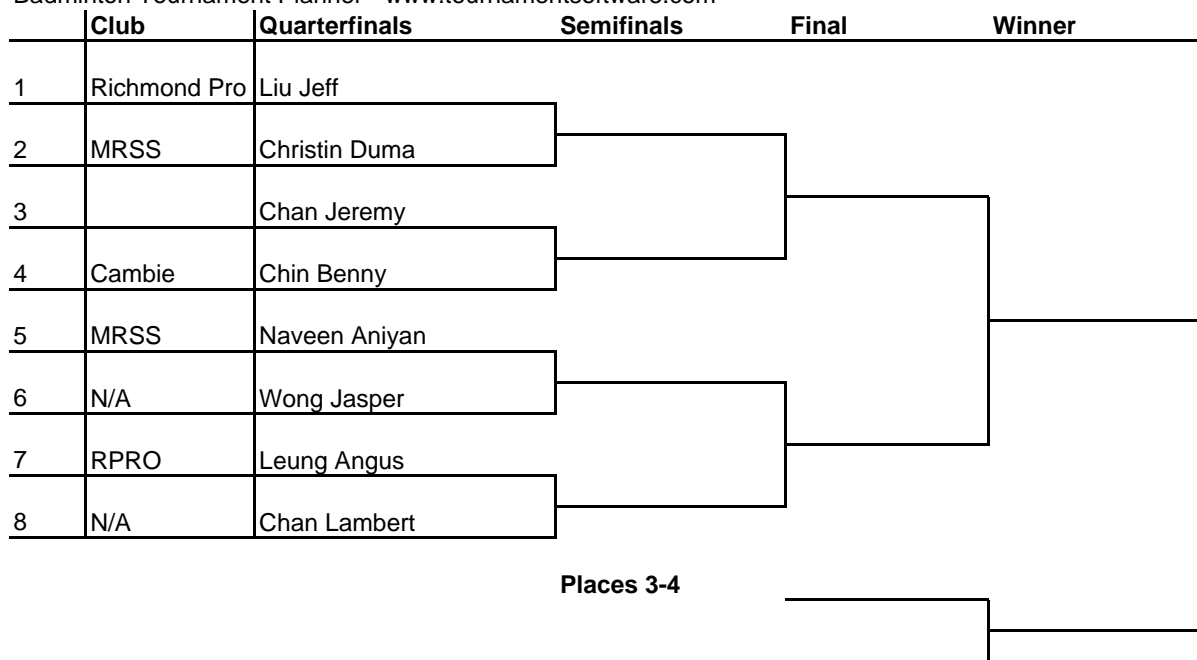 Badminton Tournament Planner - www.tournamentsoftware.com
Club Quarterfinals Semifinals Final Winner
1 Richmond Pro Liu Jeff
2 MRSS Christin Duma
3 Chan Jeremy
4 Cambie Chin Benny
5 MRSS Naveen Aniyan
6 N/A Wong Jasper
7 RPRO Leung Angus
8 N/A Chan Lambert
Places 3-4